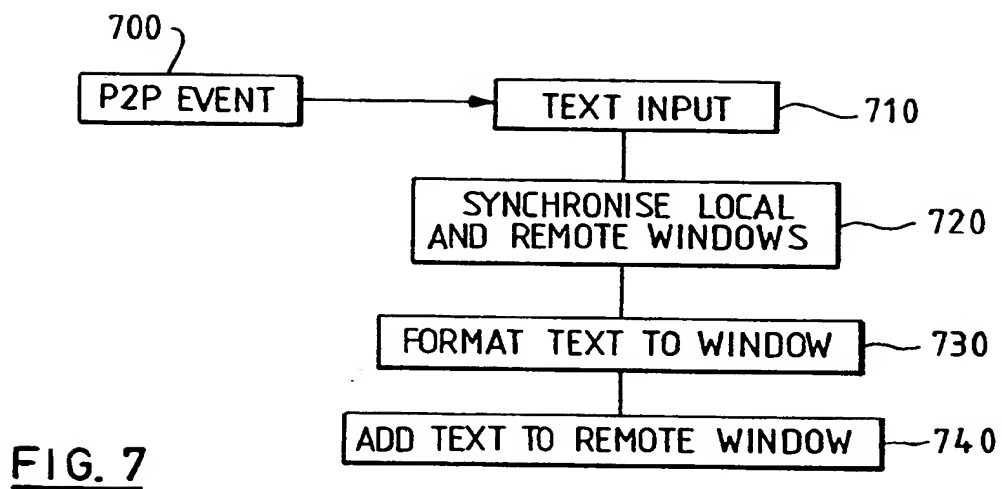 700
P2P EVENT
TEXT INPUT
710
SYNCHRONISE LOCAL
AND REMOTE WINDOWS
720
FORMAT TEXT TO WINDOW
730
ADD TEXT TO REMOTE WINDOW
740
FIG. 7